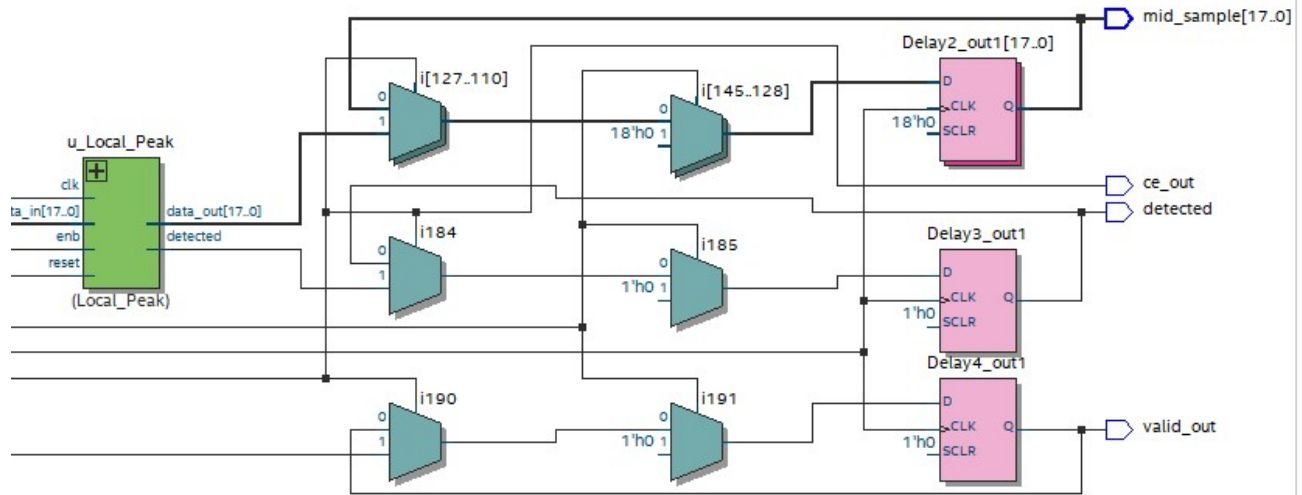 mid_sample[17..0]
Delay2_out1[17..0]
i[127..110]
i[145..128]
0
1
0
18'h0 1
D
CLK
Q
18'h0
SCLR
u_Local_Peak
clk
ta_in[17..0]
data_out[17..0]
enb
detected
reset
(Local_Peak)
ce_out
detected
i184
i185
Delay3_out1
0
1
0
1'h0 1
D
CLK
Q
1'h0
SCLR
Delay4_out1
i190
i191
0
1
0
1'h0 1
D
CLK
Q
1'h0
SCLR
valid_out